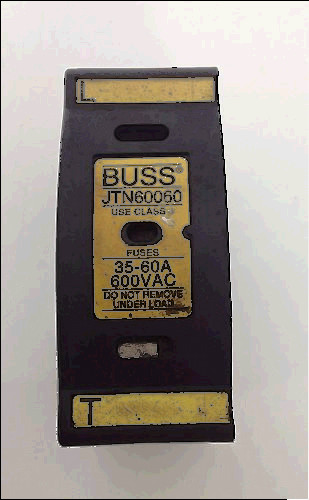 L
BUSS®
JTN60060
USE CLASS J
FUSES
35-60A
600VAC
DO NOT REMOVE
UNDER LOAD
T